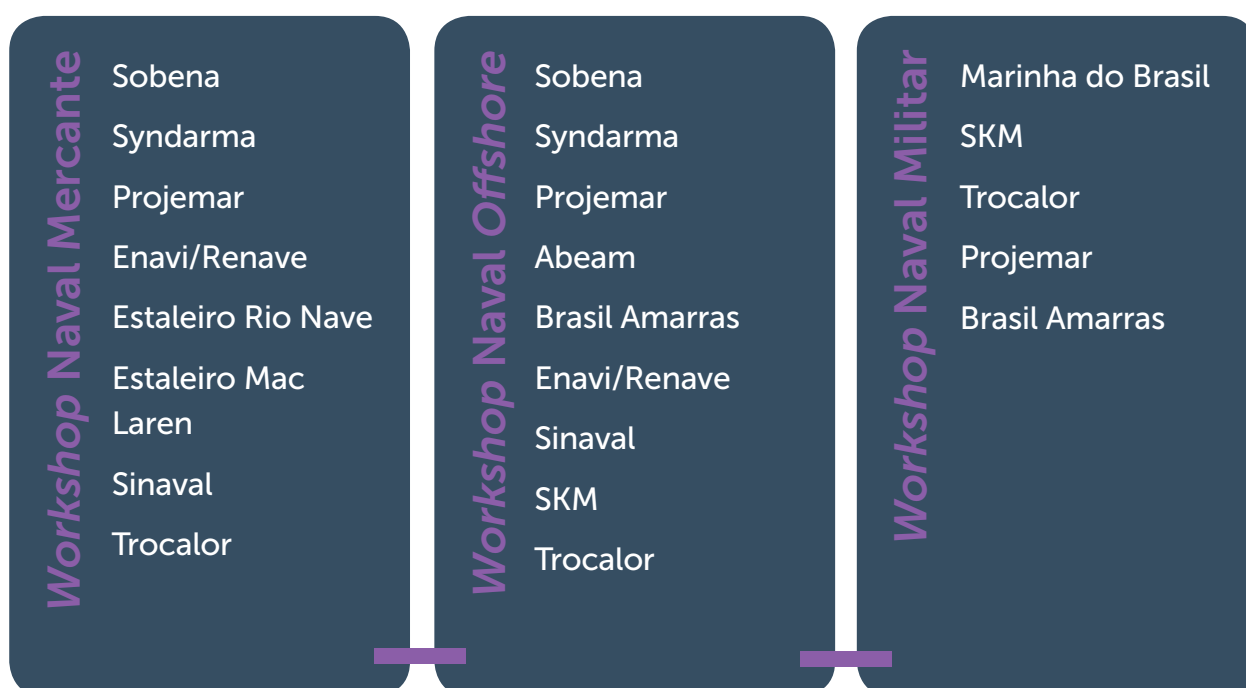 Workshop Naval Mercante
Sobena
Syndarma
Projemar
Enavi/Renave
Estaleiro Rio Nave
Estaleiro Mac
Laren
Sinaval
Trocalor
Workshop Naval Offshore
Sobena
Syndarma
Projemar
Abeam
Brasil Amarras
Enavi/Renave
Sinaval
SKM
Trocalor
Workshop Naval Militar
Marinha do Brasil
SKM
Trocalor
Projemar
Brasil Amarras